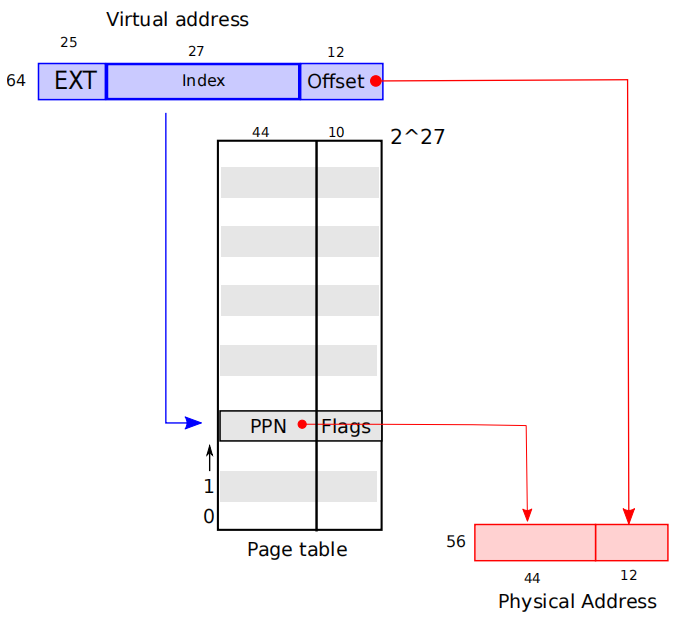 Virtual address
25 27 12
64 EXT Index Offset
44 10 2^27
PPN Flags
1
0
Page table
56
44 12
Physical Address